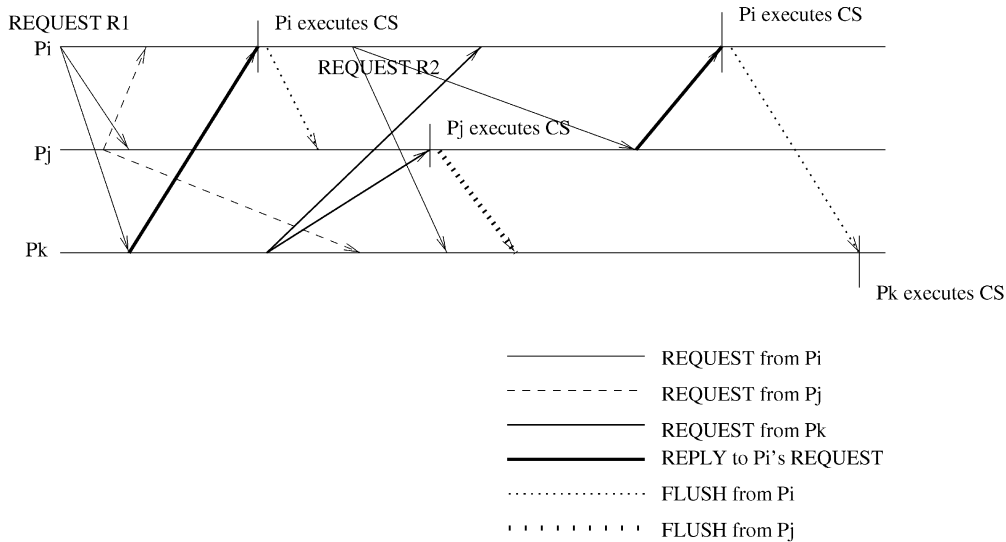 REQUEST R1
Pi executes CS
Pi executes CS
Pi
REQUEST R2
Pj executes CS
Pj
Pk
Pk executes CS
REQUEST from Pi
REQUEST from Pj
REQUEST from Pk
REPLY to Pi's REQUEST
FLUSH from Pi
FLUSH from Pj